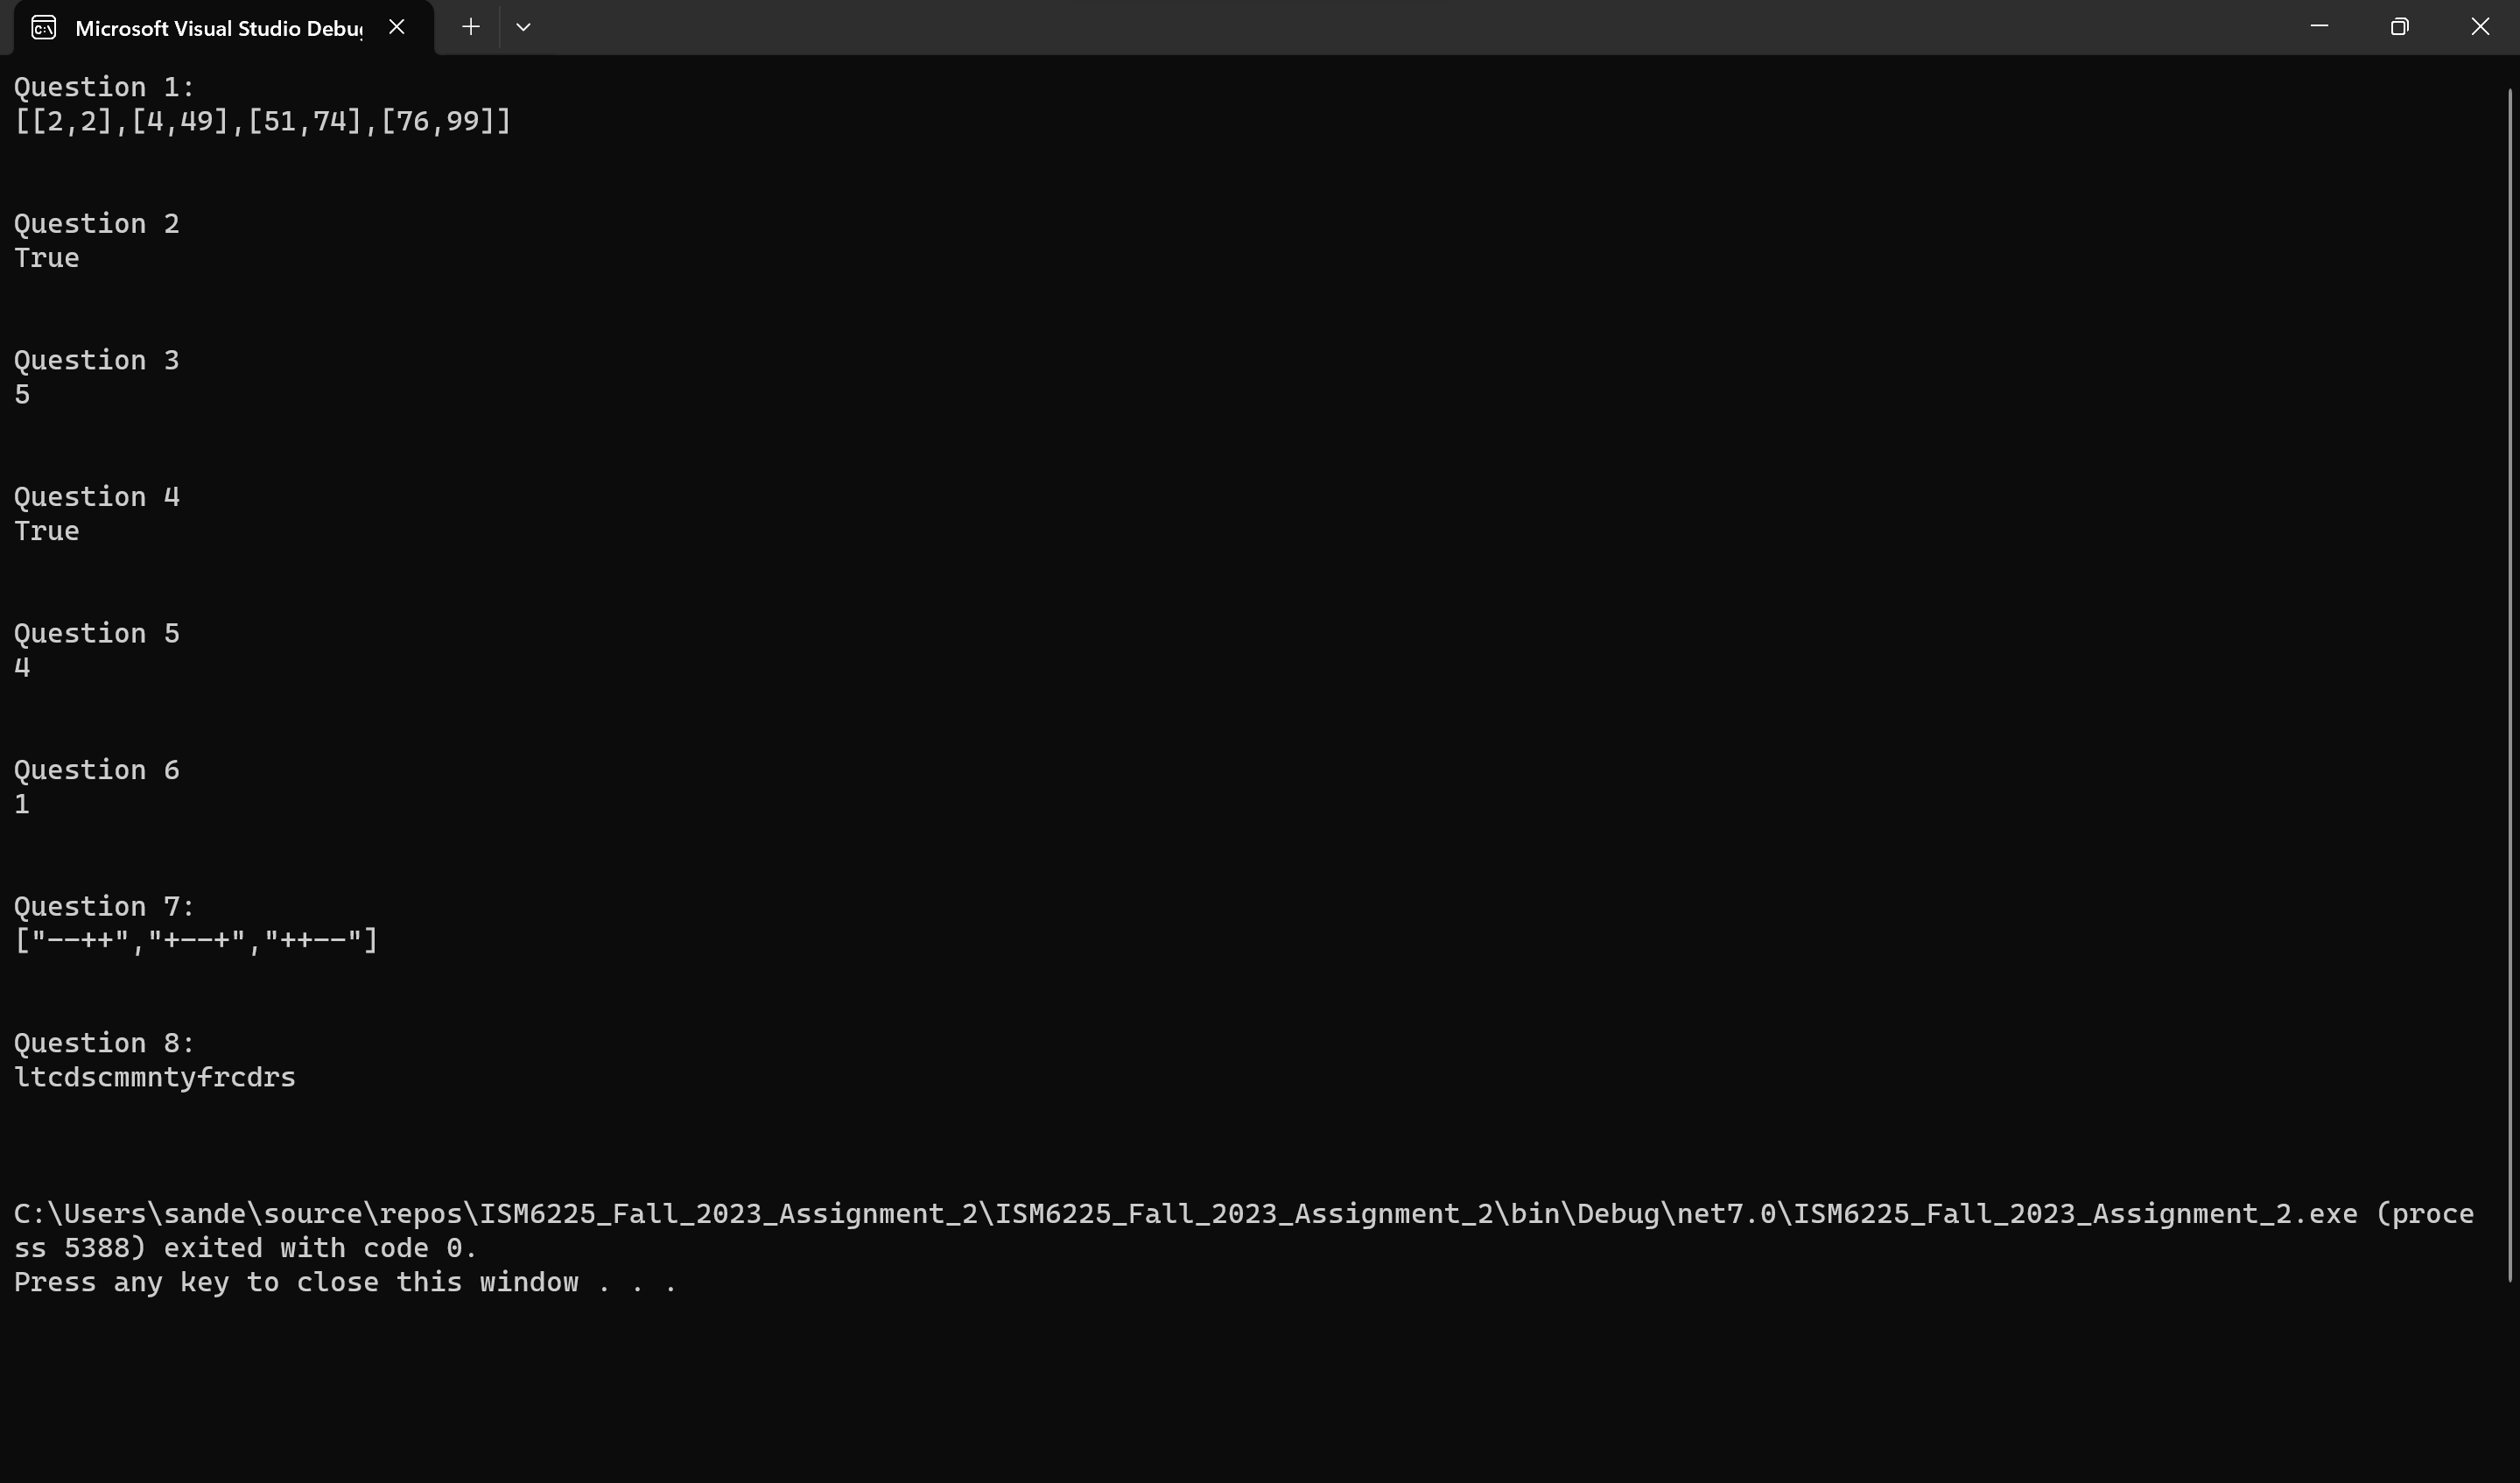 Microsoft Visual Studio Debug
Question 1:
[[2,2],[4,49],[51,74],[76,99]]
Question 2
True
Question 3
5
Question 4
True
Question 5
4
Question 6
1
Question 7:
["--++","+--+","++--"]
Question 8:
ltcdscmmntyfrcdrs
C:\Users\sande\source\repos\ISM6225_Fall_2023_Assignment_2\ISM6225_Fall_2023_Assignment_2\bin\Debug\net7.0\ISM6225_Fall_2023_Assignment_2.exe (proce
ss 5388) exited with code 0.
Press any key to close this window . . .